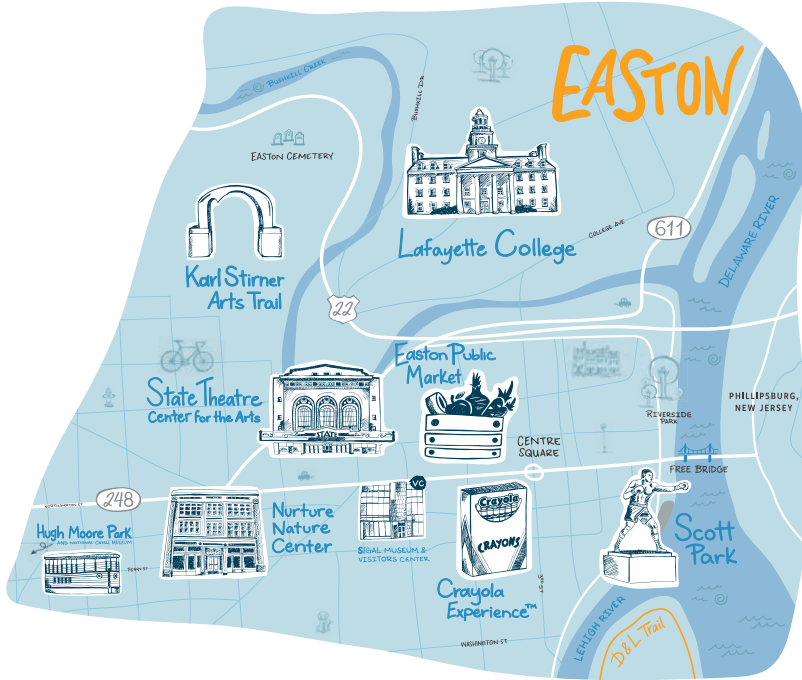 EASTON
BUSHKILL CREEK
BUSHKILL DR.
EASTON CEMETERY
Lafayette College
COLLEGE AVE
611
DELAWARE RIVER
Karl Stirner
Arts Trail
22
Easton Public
Market
State Theatre
Center for the Arts
STATE
RIVERSIDE
PARK
PHILLIPSBURG,
NEW JERSEY
CENTRE
SQUARE
FREE BRIDGE
248
NORTHAMPTON ST
Hugh Moore Park
AND NATIONAL CANAL MUSEUM
FERRY ST
Nurture
Nature
Center
VC
SIGAL MUSEUM &
VISITORS CENTER
Crayola
CRAYONS
Crayola
Experience™
Scott
Park
WASHINGTON ST
LEHIGH RIVER
D&L Trail